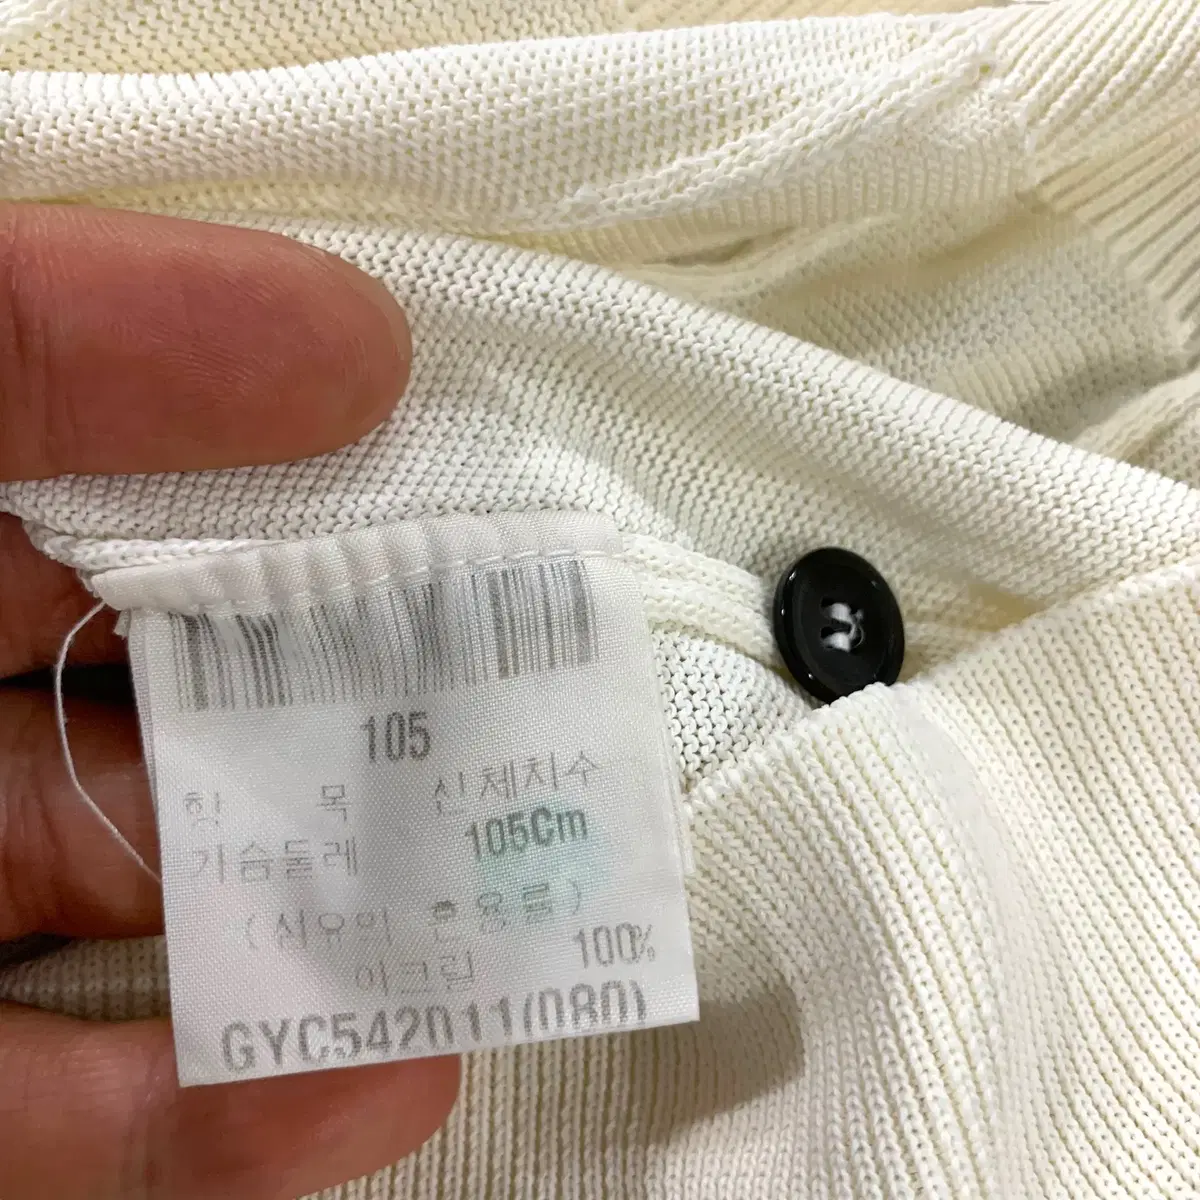 105
항 목 신체치수
가슴둘레 105Cm
(섬유의 혼용률)
아크릴 100%
GYC542011(080)